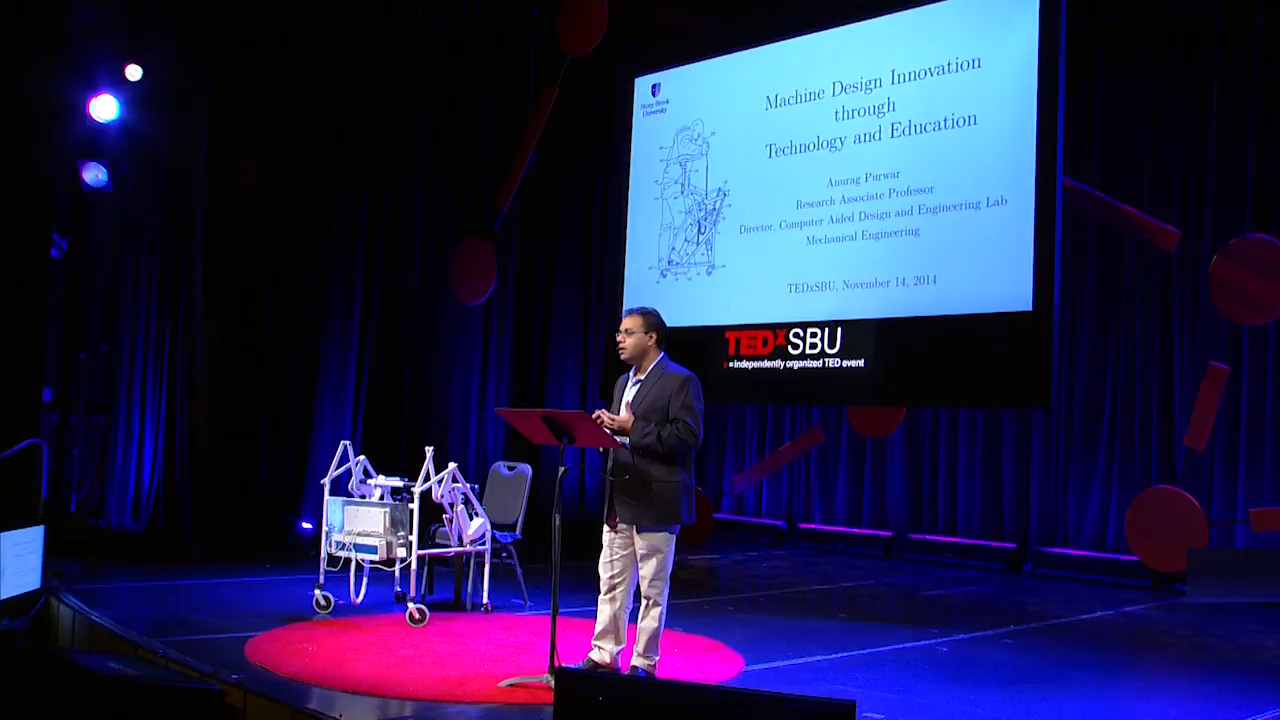 Stony Brook
University
Machine Design Innovation
through
Technology and Education
Anurag Purwar
Research Associate Professor
Director, Computer Aided Design and Engineering Lab
Mechanical Engineering
TEDxSBU, November 14, 2014
TEDxSBU
x = independently organized TED event